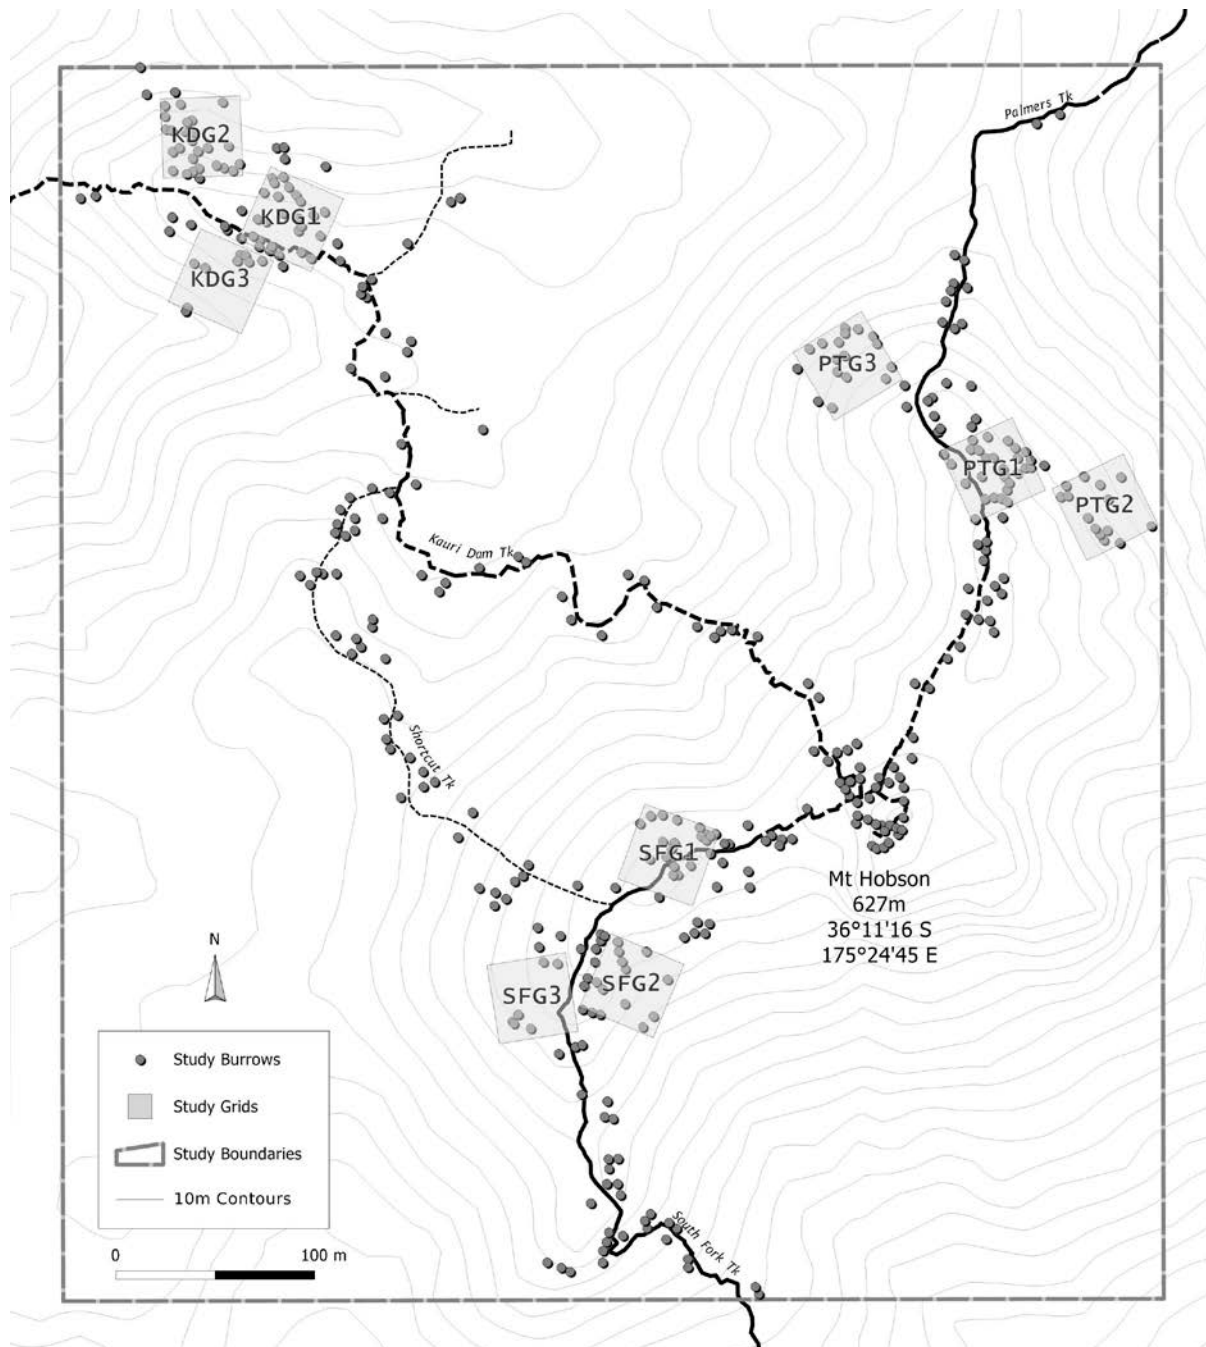 Palmers Tk
KDG2
KDG1
KDG3
PTG3
PTG1
PTG2
Kauri Dam Tk
Shortcut Tk
SFG1
Mt Hobson
627m
36°11'16 S
175°24'45 E
N
SFG2
SFG3
Study Burrows
Study Grids
Study Boundaries
10m Contours
South Fork Tk
0 100 m